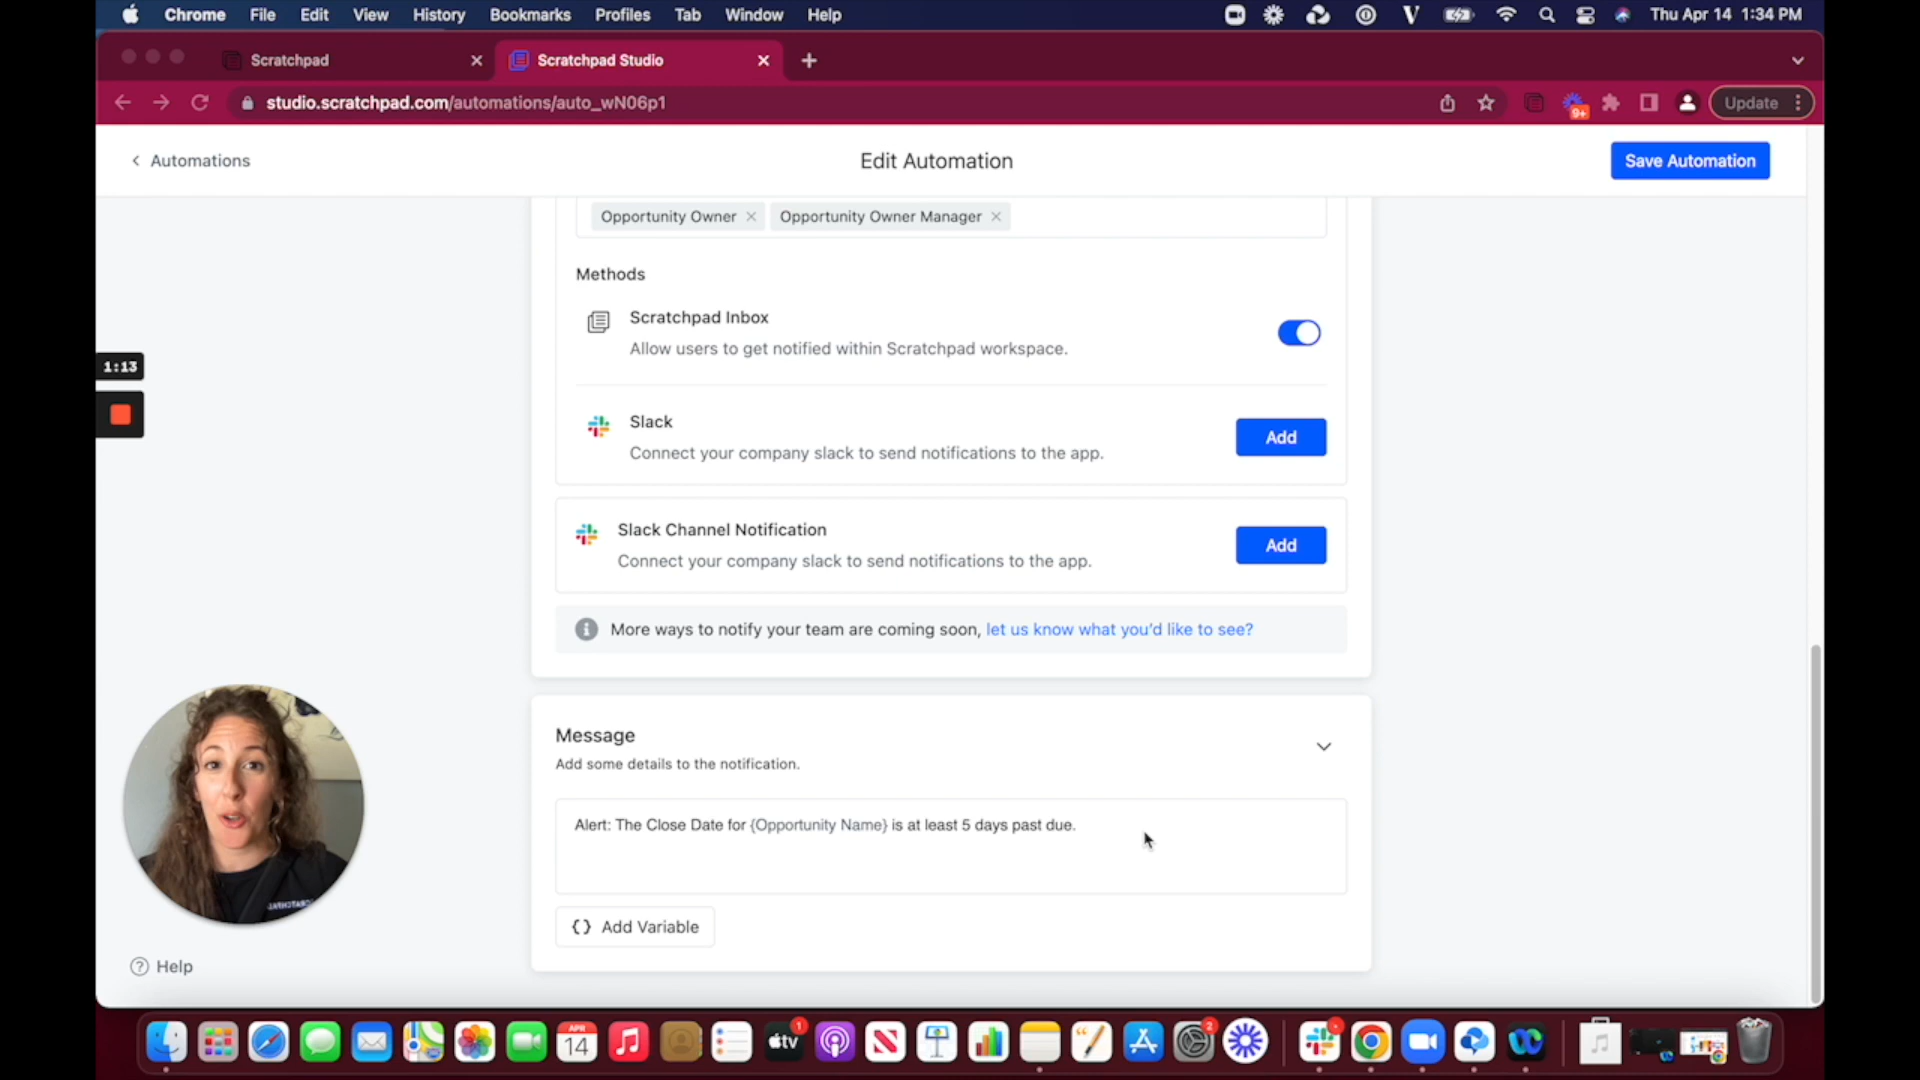 Chrome File Edit View History Bookmarks Profiles Tab Window Help
Thu Apr 14 1:34 PM
Scratchpad
Scratchpad Studio
studio.scratchpad.com/automations/auto_wN06p1
9+
Update
Automations
Edit Automation
Save Automation
Opportunity Owner
Opportunity Owner Manager
Methods
Scratchpad Inbox
Allow users to get notified within Scratchpad workspace.
1:13
Slack
Connect your company slack to send notifications to the app.
Add
Slack Channel Notification
Connect your company slack to send notifications to the app.
Add
More ways to notify your team are coming soon, let us know what you'd like to see?
Message
Add some details to the notification.
Alert: The Close Date for {Opportunity Name} is at least 5 days past due.
{} Add Variable
Help
APR
14
tv
1
2